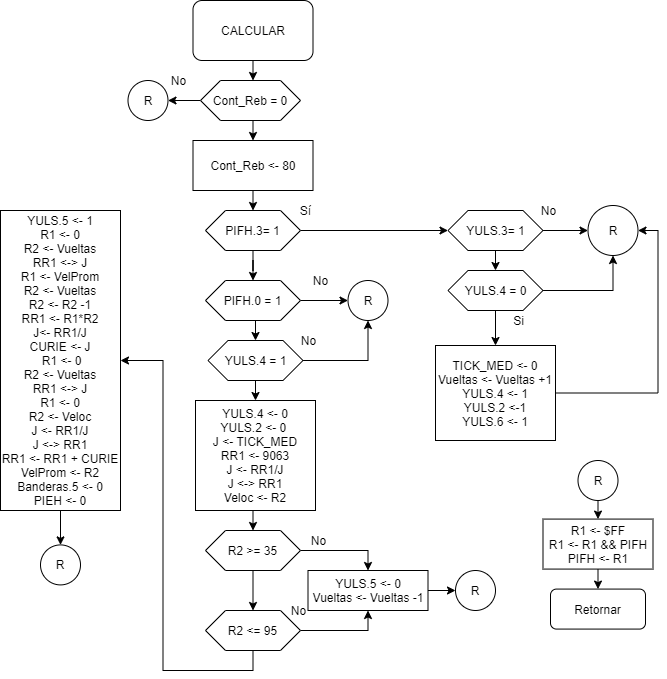 CALCULAR
No
R
Cont_Reb = 0
Cont_Reb <- 80
Sí
PIFH.3= 1
YULS.3= 1
No
R
PIFH.0 = 1
No
R
YULS.4 = 0
Si
YULS.4 = 1
No
TICK_MED <- 0
Vueltas <- Vueltas +1
YULS.4 <- 1
YULS.2 <-1
YULS.6 <- 1
YULS.4 <- 0
YULS.2 <- 0
J <- TICK_MED
RR1 <- 9063
J <- RR1/J
J <-> RR1
Veloc <- R2
R2 >= 35
No
YULS.5 <- 0
Vueltas <- Vueltas -1
R
R2 <= 95
No
YULS.5 <- 1
R1 <- 0
R2 <- Vueltas
RR1 <-> J
R1 <- VelProm
R2 <- Vueltas
R2 <- R2 -1
RR1 <- R1*R2
J<- RR1/J
CURIE <- J
R1 <- 0
R2 <- Vueltas
RR1 <-> J
R1 <- 0
R2 <- Veloc
J <- RR1/J
J <-> RR1
RR1 <- RR1 + CURIE
VelProm <- R2
Banderas.5 <- 0
PIEH <- 0
R
R
R1 <- $FF
R1 <- R1 && PIFH
PIFH <- R1
Retornar